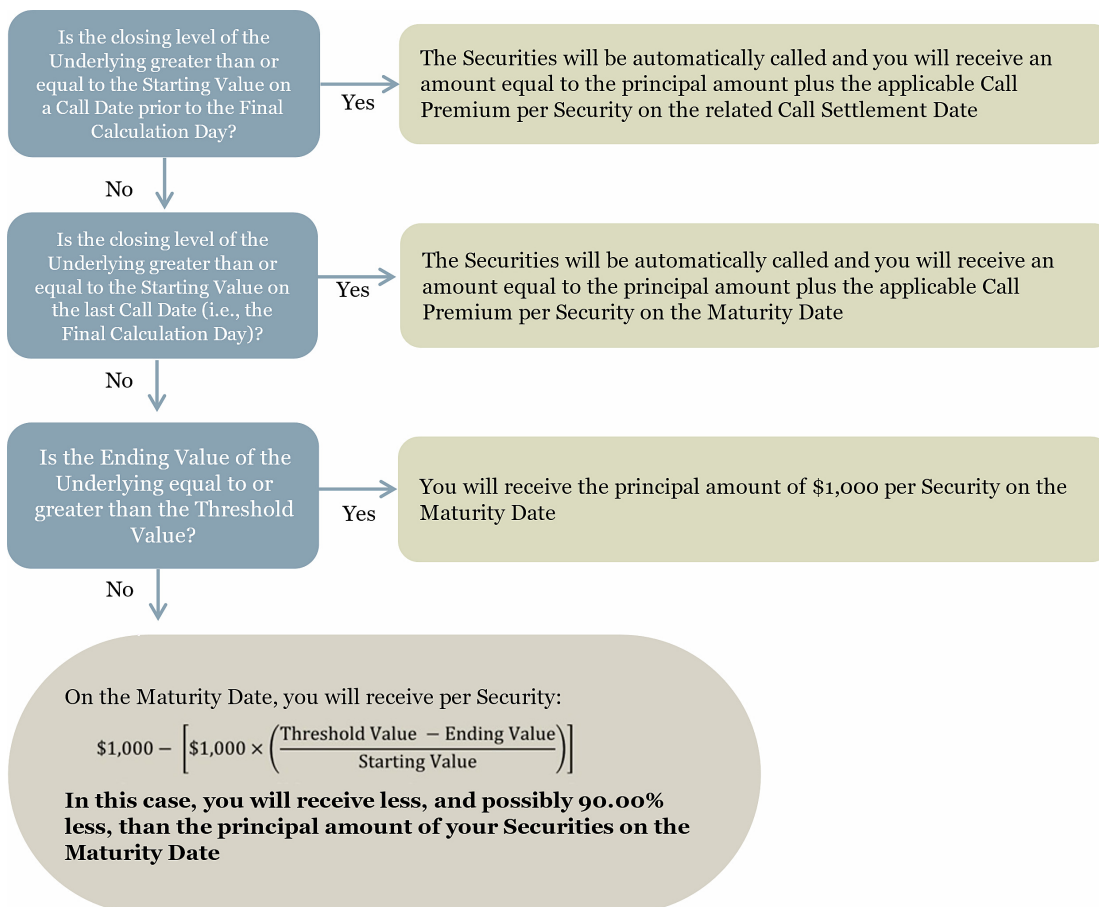 Is the closing level of the
Underlying greater than or
equal to the Starting Value on
a Call Date prior to the Final
Calculation Day?
Yes
The Securities will be automatically called and you will receive an
amount equal to the principal amount plus the applicable Call
Premium per Security on the related Call Settlement Date
No
Is the closing level of the
Underlying greater than or
equal to the Starting Value on
the last Call Date (i.e., the
Final Calculation Day)?
Yes
The Securities will be automatically called and you will receive an
amount equal to the principal amount plus the applicable Call
Premium per Security on the Maturity Date
No
Is the Ending Value of the
Underlying equal to or
greater than the Threshold
Value?
Yes
You will receive the principal amount of $1,000 per Security on the
Maturity Date
No
On the Maturity Date, you will receive per Security:
$1,000 − [$1,000 × (Threshold Value − Ending Value / Starting Value)]
In this case, you will receive less, and possibly 90.00%
less, than the principal amount of your Securities on the
Maturity Date